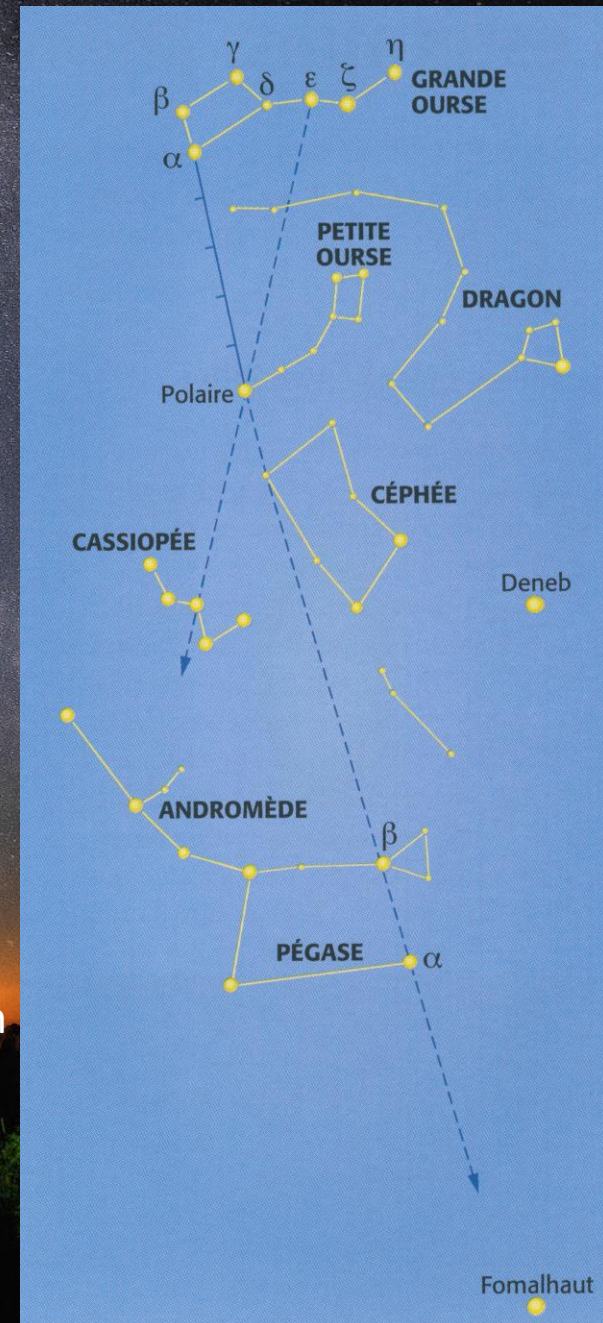 γ
η
δ
ε
ζ
GRANDE
OURSE
β
α
PETITE
OURSE
DRAGON
Polaire
CÉPHÉE
CASSIOPÉE
Deneb
ANDROMÈDE
β
PÉGASE
α
Fomalhaut